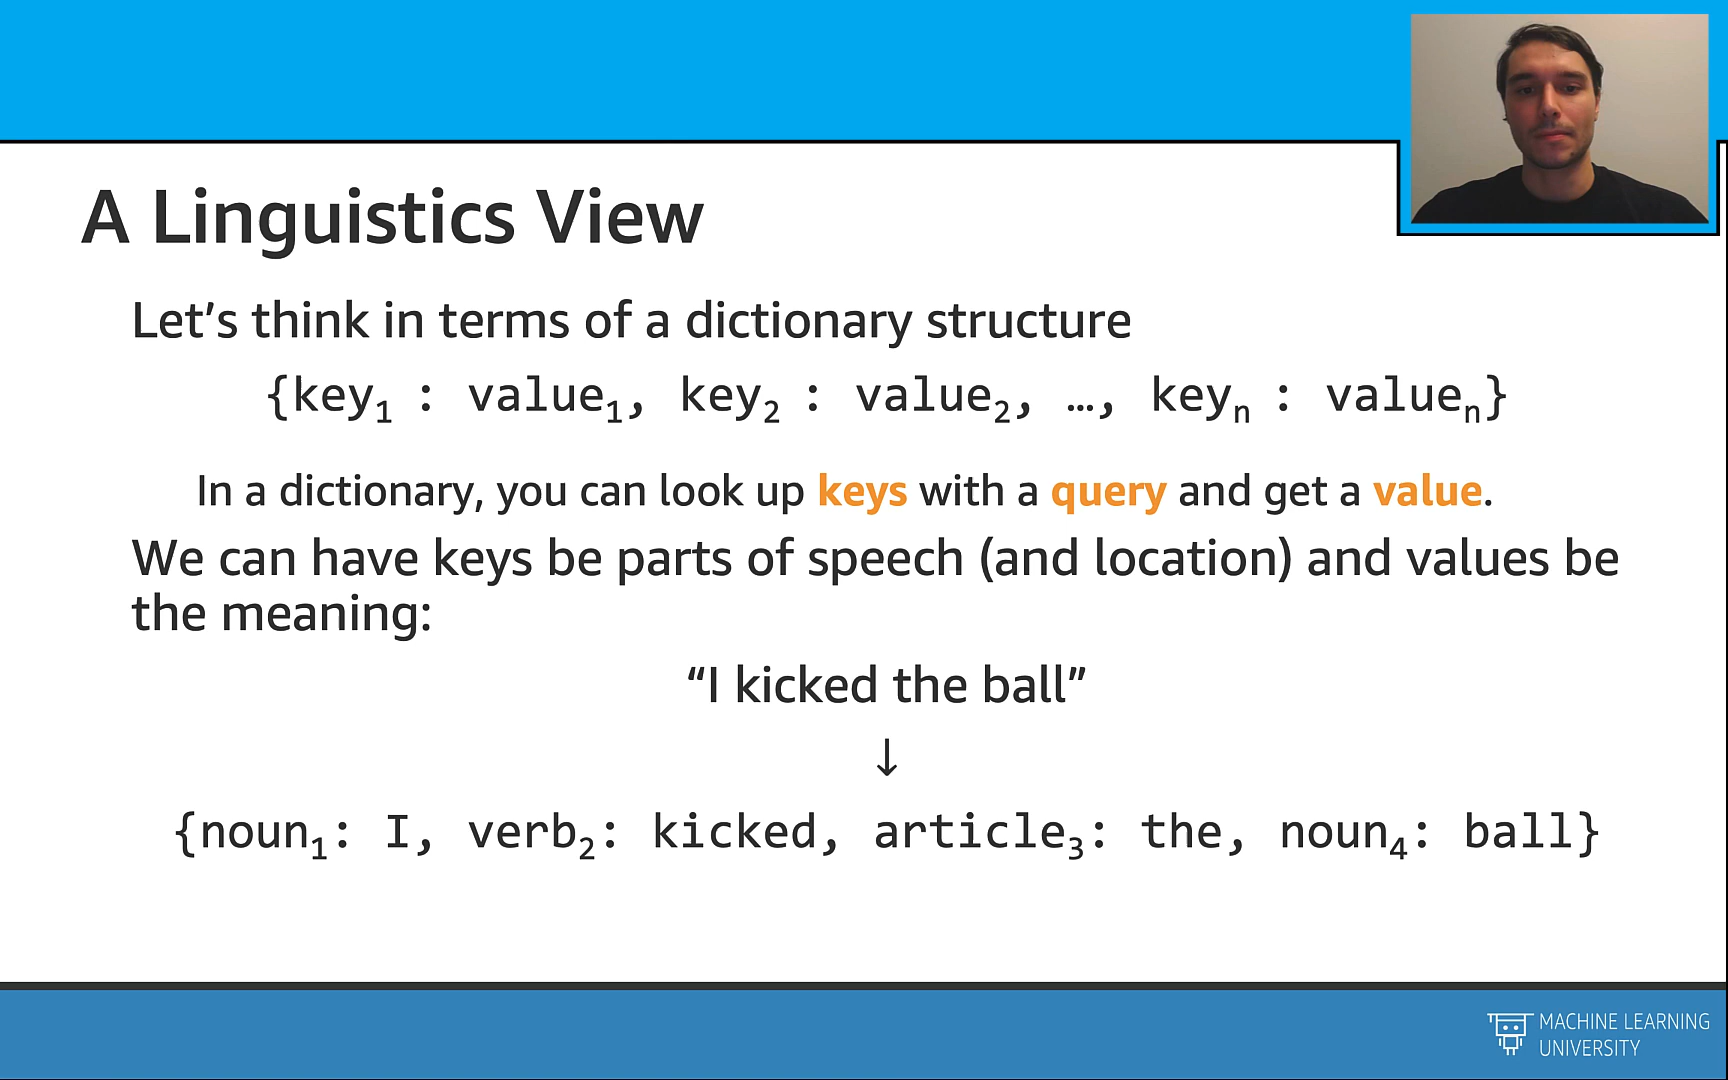 A Linguistics View
Let’s think in terms of a dictionary structure
{key₁ : value₁, key₂ : value₂, …, keyₙ : valueₙ}
In a dictionary, you can look up keys with a query and get a value.
We can have keys be parts of speech (and location) and values be
the meaning:
“I kicked the ball”
↓
{noun₁: I, verb₂: kicked, article₃: the, noun₄: ball}
MACHINE LEARNING
UNIVERSITY